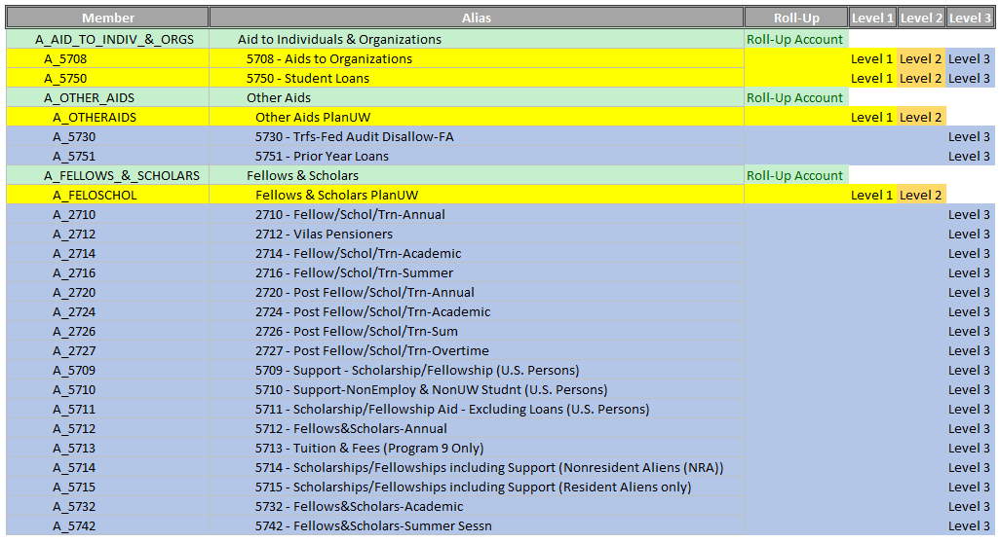 Member Alias Roll-Up Level 1 Level 2 Level 3
A_AID_TO_INDIV_&_ORGS Aid to Individuals & Organizations Roll-Up Account
A_5708 5708 - Aids to Organizations Level 1 Level 2 Level 3
A_5750 5750 - Student Loans Level 1 Level 2 Level 3
A_OTHER_AIDS Other Aids Roll-Up Account
A_OTHERAIDS Other Aids PlanUW Level 1 Level 2
A_5730 5730 - Trfs-Fed Audit Disallow-FA Level 3
A_5751 5751 - Prior Year Loans Level 3
A_FELLOWS_&_SCHOLARS Fellows & Scholars Roll-Up Account
A_FELOSCHOL Fellows & Scholars PlanUW Level 1 Level 2
A_2710 2710 - Fellow/Schol/Trn-Annual Level 3
A_2712 2712 - Vilas Pensioners Level 3
A_2714 2714 - Fellow/Schol/Trn-Academic Level 3
A_2716 2716 - Fellow/Schol/Trn-Summer Level 3
A_2720 2720 - Post Fellow/Schol/Trn-Annual Level 3
A_2724 2724 - Post Fellow/Schol/Trn-Academic Level 3
A_2726 2726 - Post Fellow/Schol/Trn-Sum Level 3
A_2727 2727 - Post Fellow/Schol/Trn-Overtime Level 3
A_5709 5709 - Support - Scholarship/Fellowship (U.S. Persons) Level 3
A_5710 5710 - Support-NonEmploy & NonUW Studnt (U.S. Persons) Level 3
A_5711 5711 - Scholarship/Fellowship Aid - Excluding Loans (U.S. Persons) Level 3
A_5712 5712 - Fellows&Scholars-Annual Level 3
A_5713 5713 - Tuition & Fees (Program 9 Only) Level 3
A_5714 5714 - Scholarships/Fellowships including Support (Nonresident Aliens (NRA)) Level 3
A_5715 5715 - Scholarships/Fellowships including Support (Resident Aliens only) Level 3
A_5732 5732 - Fellows&Scholars-Academic Level 3
A_5742 5742 - Fellows&Scholars-Summer Sessn Level 3